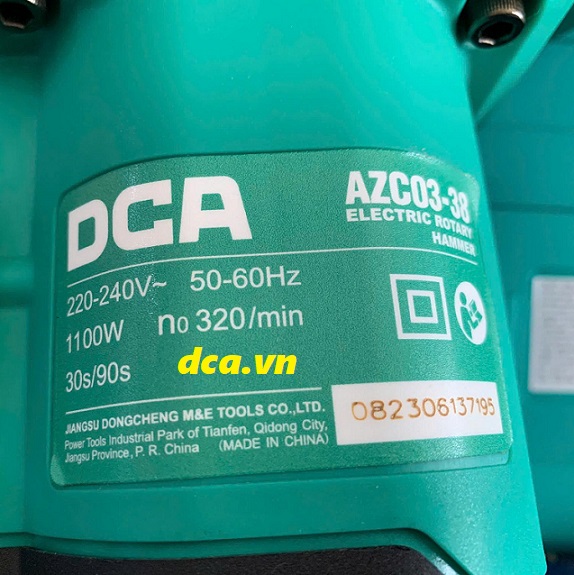 DCA
AZC03-38
ELECTRIC ROTARY
HAMMER
220-240V~ 50-60Hz
1100W n₀ 320/min
30s/90s
dca.vn
JIANGSU DONGCHENG M&E TOOLS CO.,LTD.
Power Tools Industrial Park of Tianfen, Qidong City,
Jiangsu Province, P. R. China (MADE IN CHINA)
082306137195